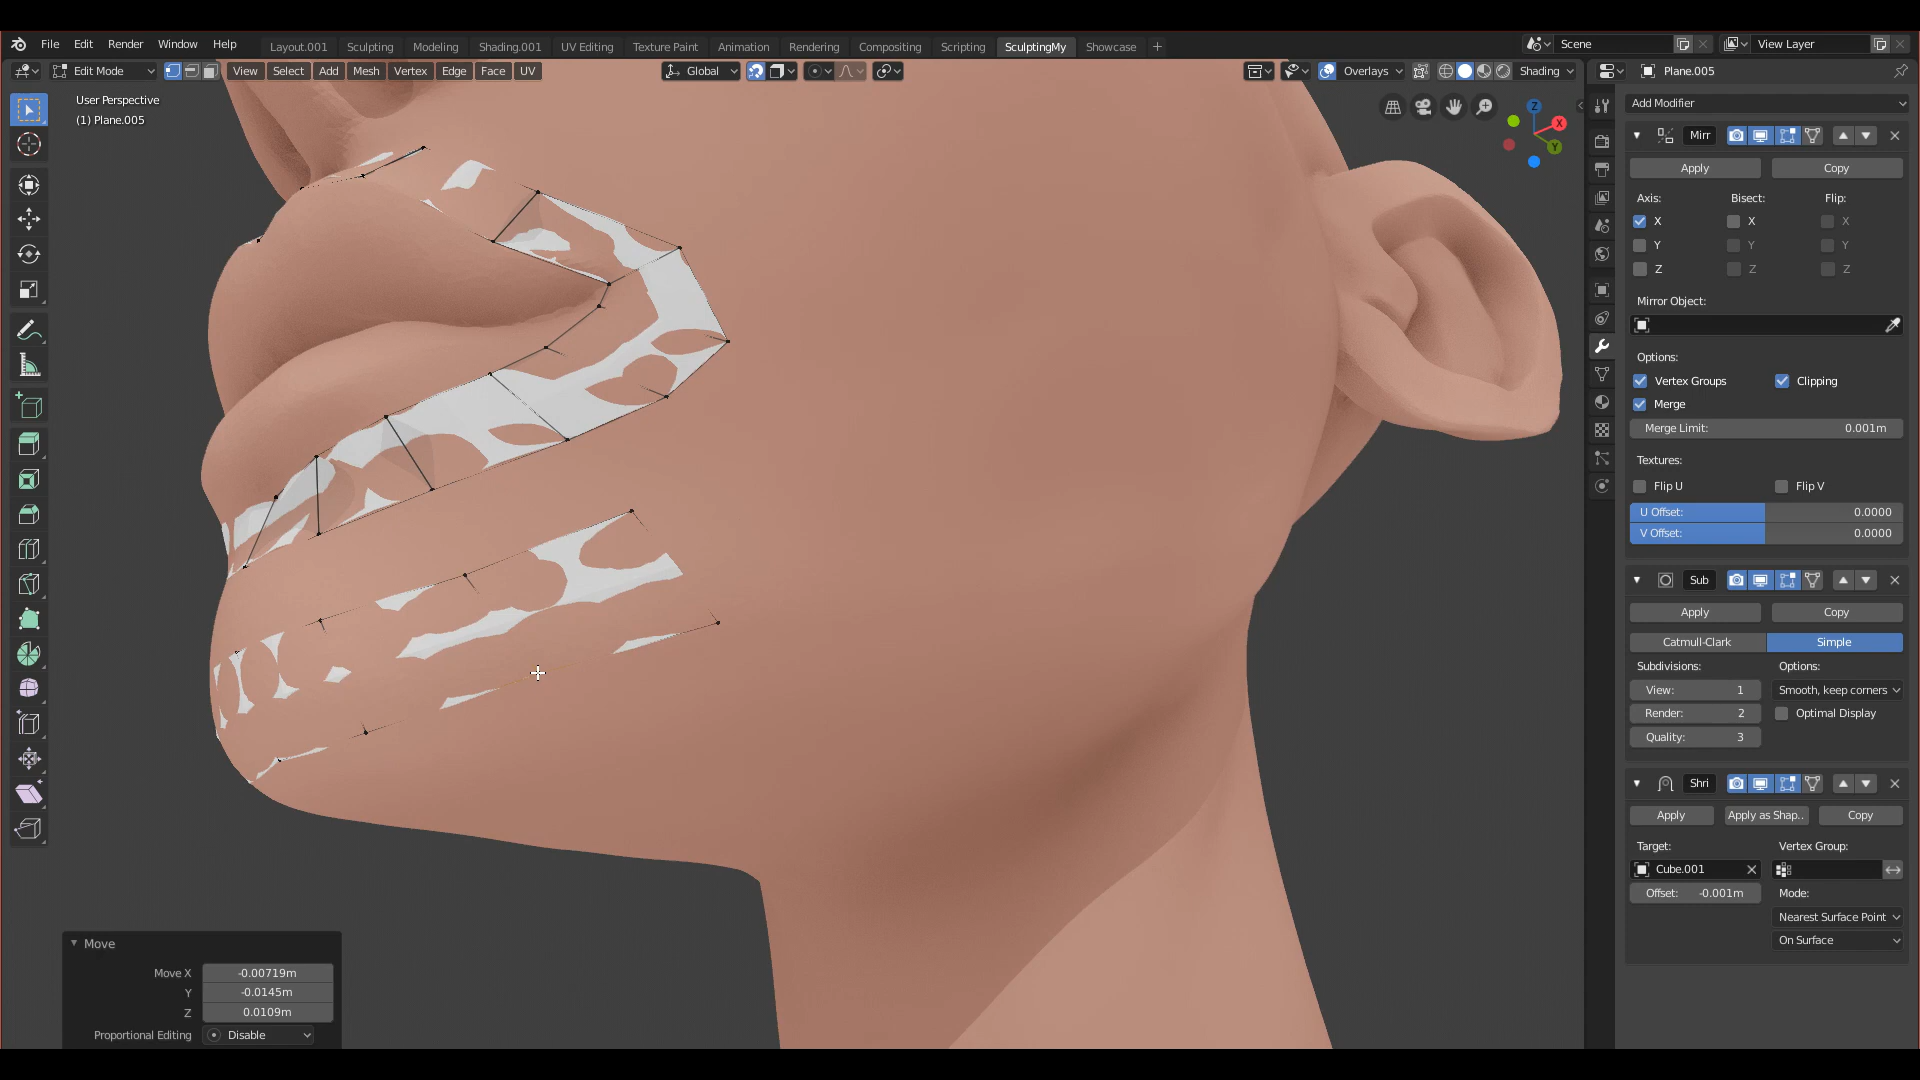 File Edit Render Window Help Layout.001 Sculpting Modeling Shading.001 UV Editing Texture Paint Animation Rendering Compositing Scripting SculptingMy Showcase + Scene View Layer
Edit Mode View Select Add Mesh Vertex Edge Face UV Global Overlays Shading Plane.005
User Perspective
(1) Plane.005
Z
X
Y
Add Modifier
Mirr
Apply Copy
Axis: Bisect: Flip:
X X X
Y Y Y
Z Z Z
Mirror Object:
Options:
Vertex Groups Clipping
Merge
Merge Limit: 0.001m
Textures:
Flip U Flip V
U Offset: 0.0000
V Offset: 0.0000
Sub
Apply Copy
Catmull-Clark Simple
Subdivisions: Options:
View: 1 Smooth, keep corners
Render: 2 Optimal Display
Quality: 3
Shri
Apply Apply as Shap.. Copy
Target: Vertex Group:
Cube.001
Offset: -0.001m Mode:
Nearest Surface Point
On Surface
Move
Move X -0.00719m
Y -0.0145m
Z 0.0109m
Proportional Editing Disable